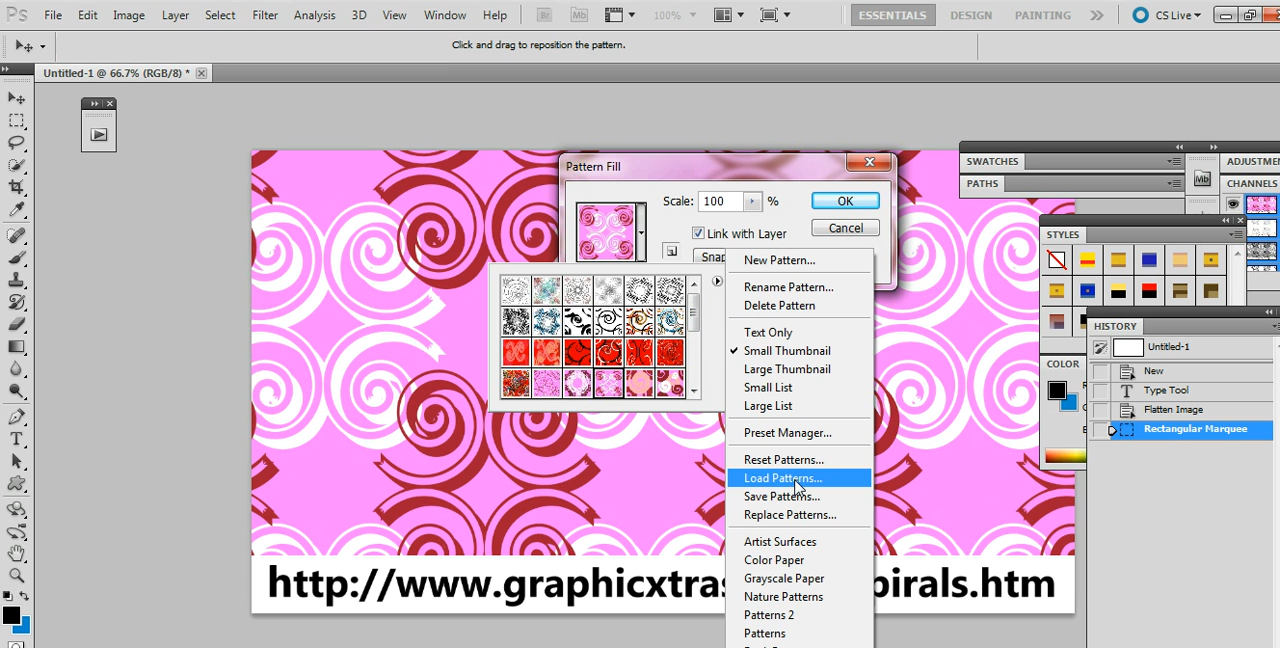 Ps File Edit Image Layer Select Filter Analysis 3D View Window Help Br Mb 100% ESSENTIALS DESIGN PAINTING CS Live
Click and drag to reposition the pattern.
Untitled-1 @ 66.7% (RGB/8) *
Pattern Fill
Scale: 100 % OK
Link with Layer Cancel
Snap
New Pattern...
Rename Pattern...
Delete Pattern
Text Only
Small Thumbnail
Large Thumbnail
Small List
Large List
Preset Manager...
Reset Patterns...
Load Patterns...
Save Patterns...
Replace Patterns...
Artist Surfaces
Color Paper
Grayscale Paper
Nature Patterns
Patterns 2
Patterns
SWATCHES
PATHS
Mb
ADJUSTME
CHANNELS
STYLES
COLOR
HISTORY
Untitled-1
New
Type Tool
Flatten Image
Rectangular Marquee
http://www.graphicxtras
pirals.htm